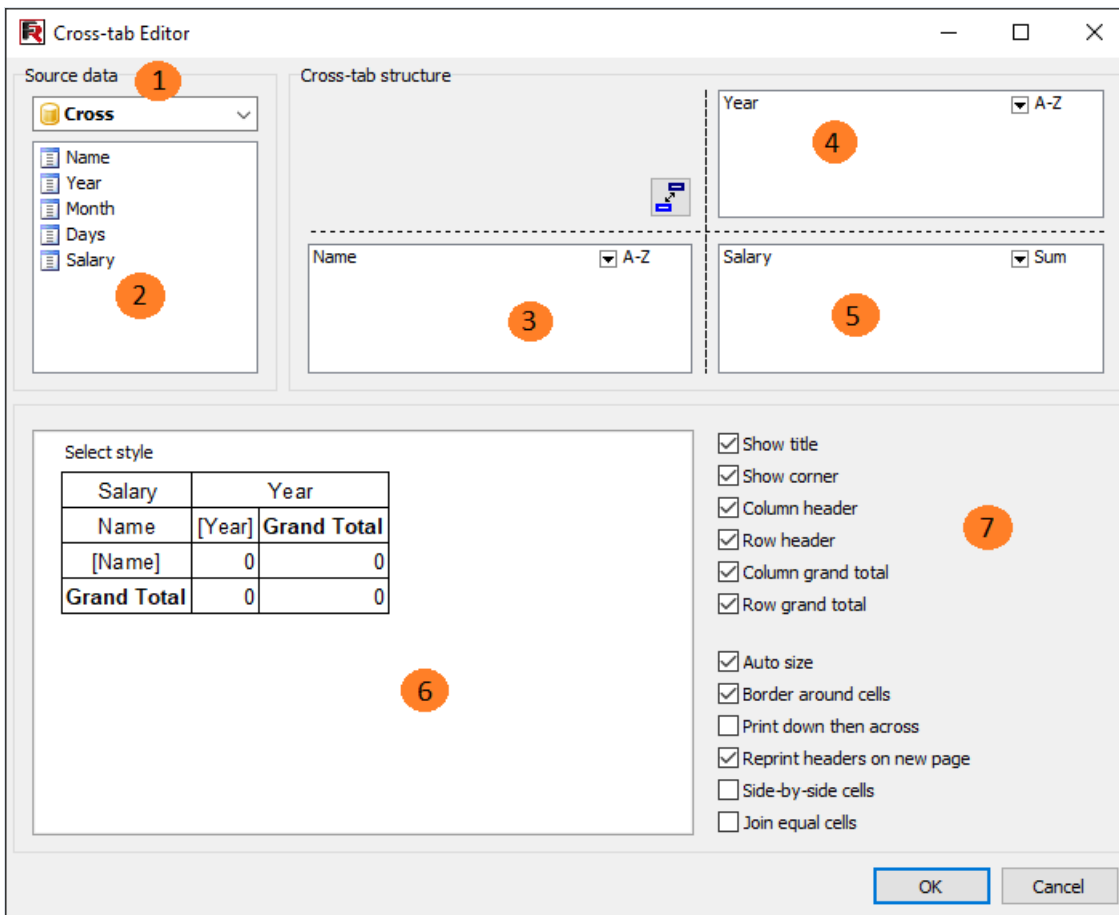 Cross-tab Editor
Source data
1
Cross-tab structure
Cross
Name
Year
Month
Days
Salary
2
Year A-Z
4
Name A-Z
3
Salary Sum
5
Select style
Salary Year
Name [Year] Grand Total
[Name] 0 0
Grand Total 0 0
6
Show title
Show corner
Column header
Row header
Column grand total
Row grand total
7
Auto size
Border around cells
Print down then across
Reprint headers on new page
Side-by-side cells
Join equal cells
OK Cancel